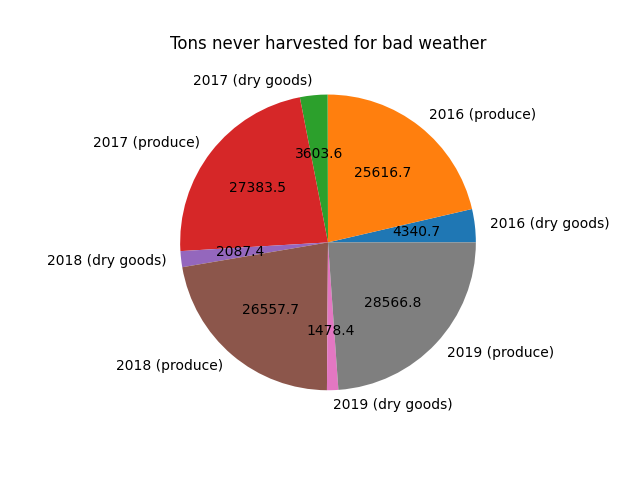 Tons never harvested for bad weather
2017 (dry goods)
2016 (produce)
2017 (produce)
3603.6
25616.7
27383.5
2016 (dry goods)
4340.7
2087.4
2018 (dry goods)
28566.8
26557.7
1478.4
2019 (produce)
2018 (produce)
2019 (dry goods)